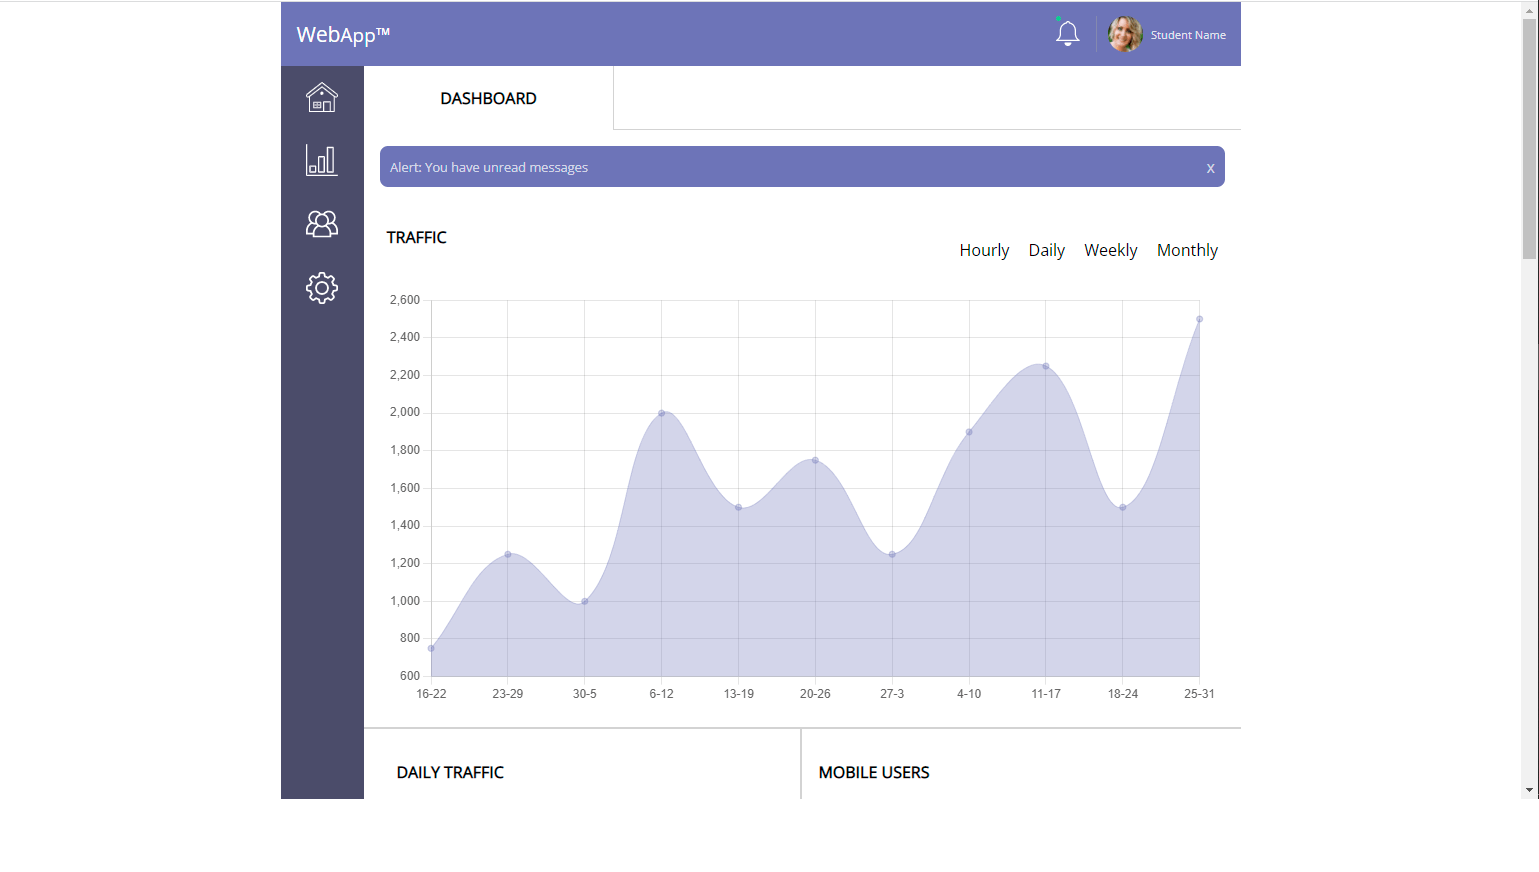 WebApp™
Student Name
DASHBOARD
Alert: You have unread messages
x
TRAFFIC
Hourly Daily Weekly Monthly
2,600
2,400
2,200
2,000
1,800
1,600
1,400
1,200
1,000
800
600
16-22 23-29 30-5 6-12 13-19 20-26 27-3 4-10 11-17 18-24 25-31
DAILY TRAFFIC
MOBILE USERS